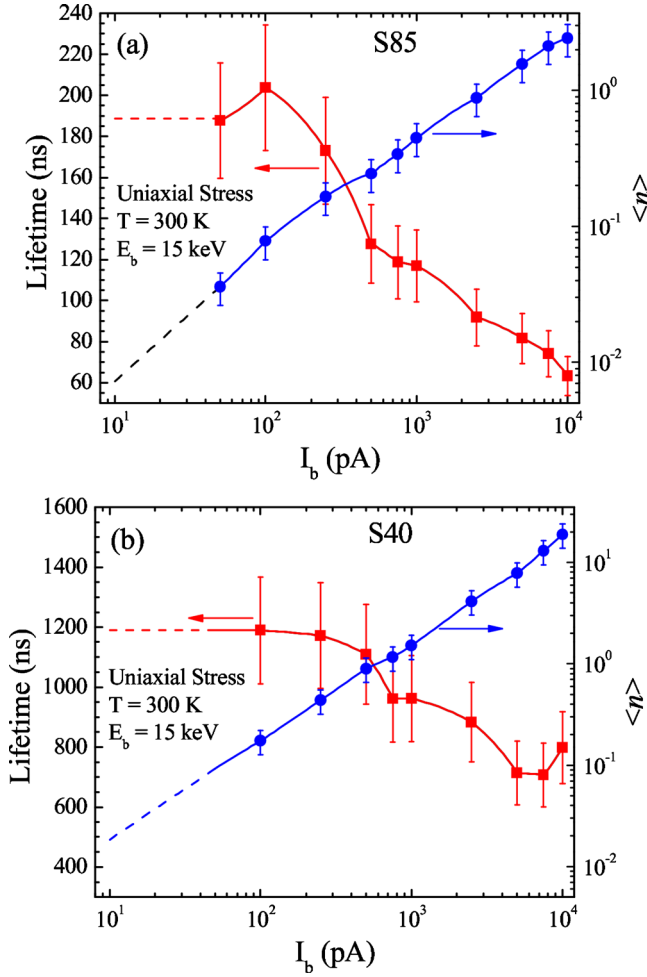 240
220
200
180
160
140
120
100
80
60
Lifetime (ns)
(a)
S85
Uniaxial Stress
T = 300 K
E_b = 15 keV
10^0
10^-1
10^-2
<n>
10^1
10^2
10^3
10^4
I_b (pA)
1600
1400
1200
1000
800
600
400
Lifetime (ns)
(b)
S40
Uniaxial Stress
T = 300 K
E_b = 15 keV
10^1
10^0
10^-1
10^-2
<n>
10^1
10^2
10^3
10^4
I_b (pA)